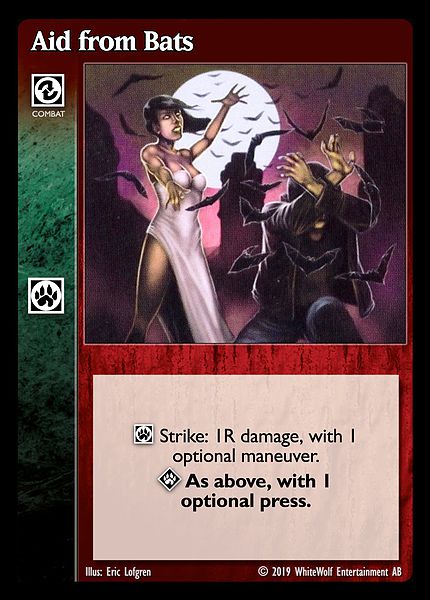 Aid from Bats
COMBAT
Strike: 1R damage, with 1
optional maneuver.
As above, with 1
optional press.
Illus: Eric Lofgren
© 2019 WhiteWolf Entertainment AB